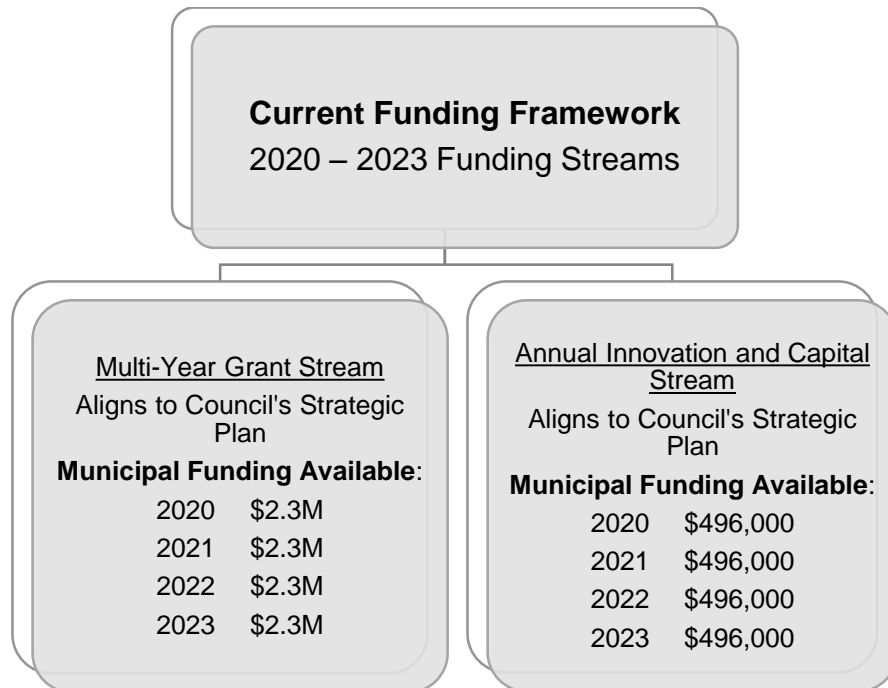 Current Funding Framework
2020 – 2023 Funding Streams
Multi-Year Grant Stream
Aligns to Council's Strategic
Plan
Municipal Funding Available:
2020 $2.3M
2021 $2.3M
2022 $2.3M
2023 $2.3M
Annual Innovation and Capital
Stream
Aligns to Council's Strategic
Plan
Municipal Funding Available:
2020 $496,000
2021 $496,000
2022 $496,000
2023 $496,000